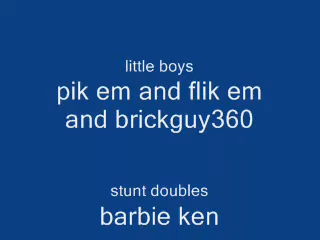 little boys
pik em and flik em
and brickguy360
stunt doubles
barbie ken